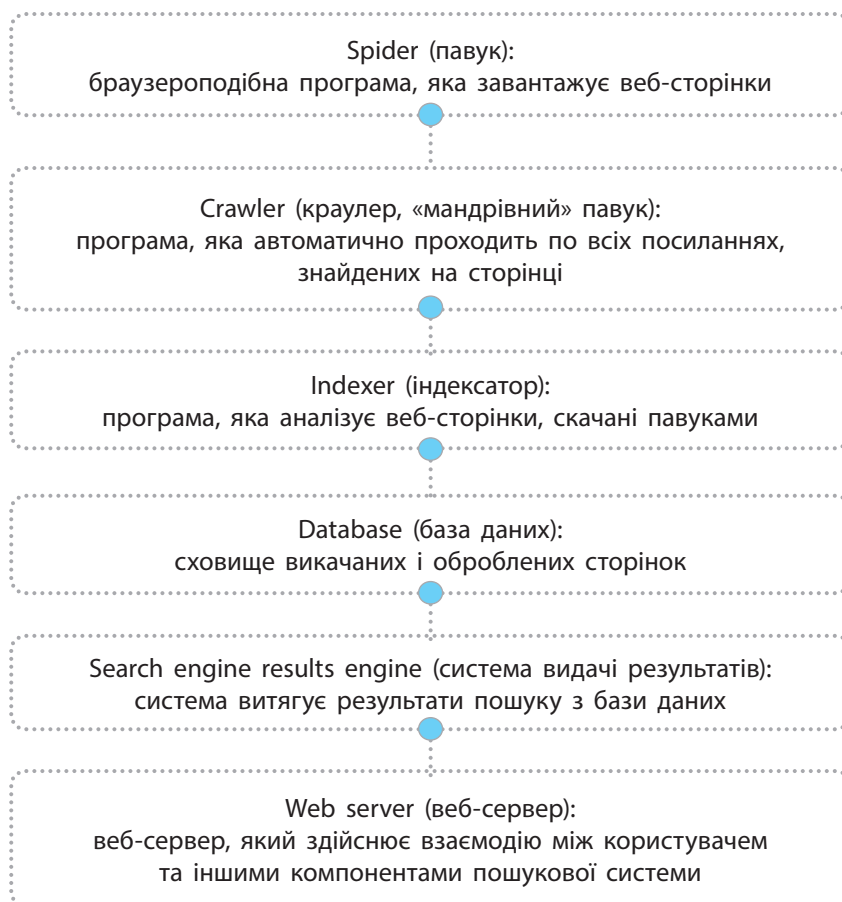 Spider (павук):
браузероподібна програма, яка завантажує веб-сторінки
Crawler (краулер, «мандрівний» павук):
програма, яка автоматично проходить по всіх посиланнях,
знайдених на сторінці
Indexer (індексатор):
програма, яка аналізує веб-сторінки, скачані павуками
Database (база даних):
сховище викачаних і оброблених сторінок
Search engine results engine (система видачі результатів):
система витягує результати пошуку з бази даних
Web server (веб-сервер):
веб-сервер, який здійснює взаємодію між користувачем
та іншими компонентами пошукової системи